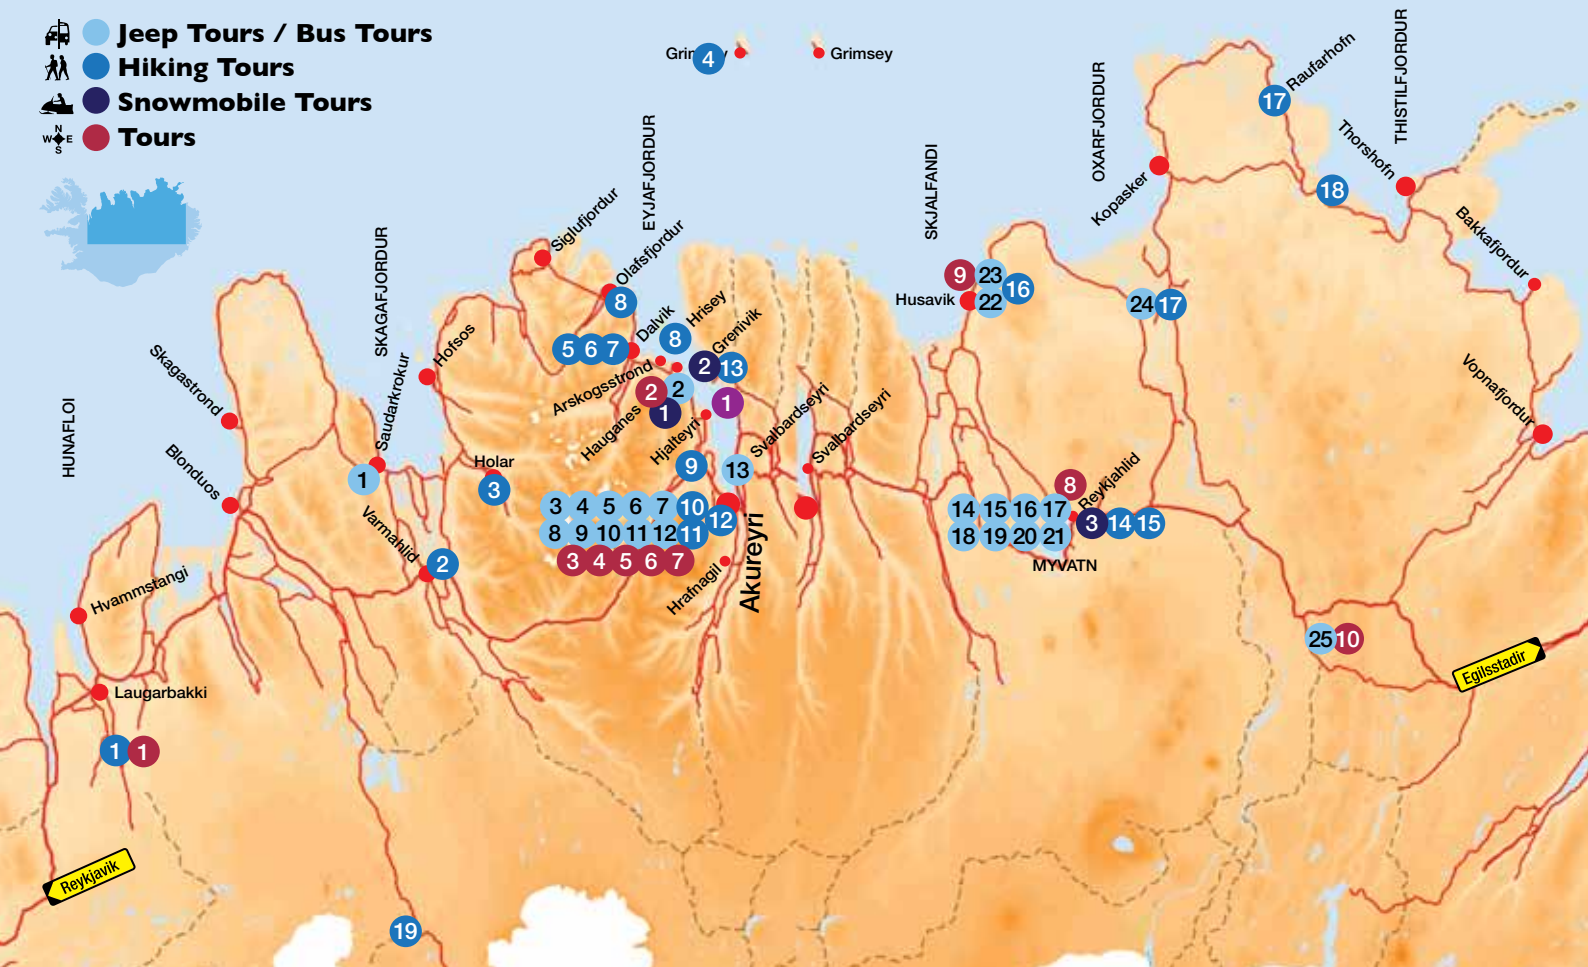 Jeep Tours / Bus Tours
Hiking Tours
Snowmobile Tours
N
W E
S
Tours
Grimsey
4
Grimsey
HUNAFLOI
SKAGAFJORDUR
EYJAFJORDUR
SKJALFANDI
OXARFJORDUR
THISTILFJORDUR
Raufarhofn
17
Thorshofn
18
Kopasker
Bakkafjordur
Vopnafjordur
Siglufjordur
Olafsfjordur
8
Hrisey
8
Dalvik
5 6 7
Grenivik
2 13
Arskogsstrond
2 2
1
Hauganes
1
Hjalteyri
Svalbardseyri
Svalbardseyri
9 23
16
Husavik
22
24 17
Skagastrond
Blonduos
Saudarkrokur
1
Hofsos
Holar
3
Varmahlid
2
9
13
3 4 5 6 7 10
12
8 9 10 11 12 11
3 4 5 6 7
Hrafnagil
Akureyri
8
Reykjahlid
14 15 16 17
3 14 15
18 19 20 21
MYVATN
Hvammstangi
Laugarbakki
1 1
25 10
Egilsstadir
Reykjavik
19